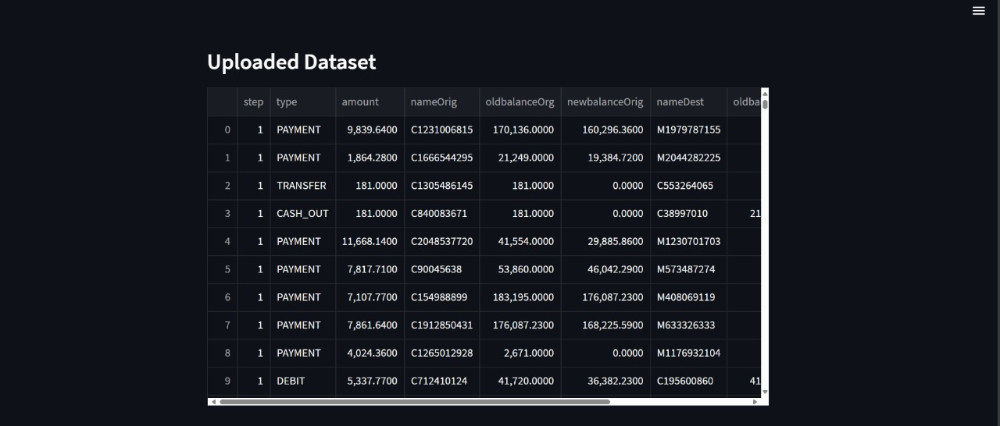 Uploaded Dataset
step type amount nameOrig oldbalanceOrg newbalanceOrig nameDest oldba
0 1 PAYMENT 9,839.6400 C1231006815 170,136.0000 160,296.3600 M1979787155
1 1 PAYMENT 1,864.2800 C1666544295 21,249.0000 19,384.7200 M2044282225
2 1 TRANSFER 181.0000 C1305486145 181.0000 0.0000 C553264065
3 1 CASH_OUT 181.0000 C840083671 181.0000 0.0000 C38997010 21
4 1 PAYMENT 11,668.1400 C2048537720 41,554.0000 29,885.8600 M1230701703
5 1 PAYMENT 7,817.7100 C90045638 53,860.0000 46,042.2900 M573487274
6 1 PAYMENT 7,107.7700 C154988899 183,195.0000 176,087.2300 M408069119
7 1 PAYMENT 7,861.6400 C1912850431 176,087.2300 168,225.5900 M633326333
8 1 PAYMENT 4,024.3600 C1265012928 2,671.0000 0.0000 M1176932104
9 1 DEBIT 5,337.7700 C712410124 41,720.0000 36,382.2300 C195600860 41